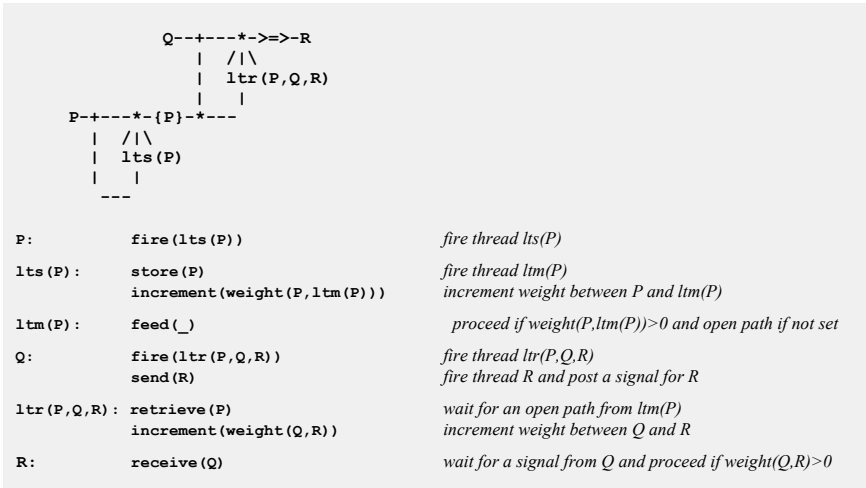 Q--+---*->=>-R
| /|\
| ltr(P,Q,R)
| |
P-+---*-{P}-*---
| /|\
| lts(P)
| |
---
P: fire(lts(P)) fire thread lts(P)
lts(P): store(P) fire thread ltm(P)
increment(weight(P,ltm(P))) increment weight between P and ltm(P)
ltm(P): feed(_) proceed if weight(P,ltm(P))>0 and open path if not set
Q: fire(ltr(P,Q,R)) fire thread ltr(P,Q,R)
send(R) fire thread R and post a signal for R
ltr(P,Q,R): retrieve(P) wait for an open path from ltm(P)
increment(weight(Q,R)) increment weight between Q and R
R: receive(Q) wait for a signal from Q and proceed if weight(Q,R)>0